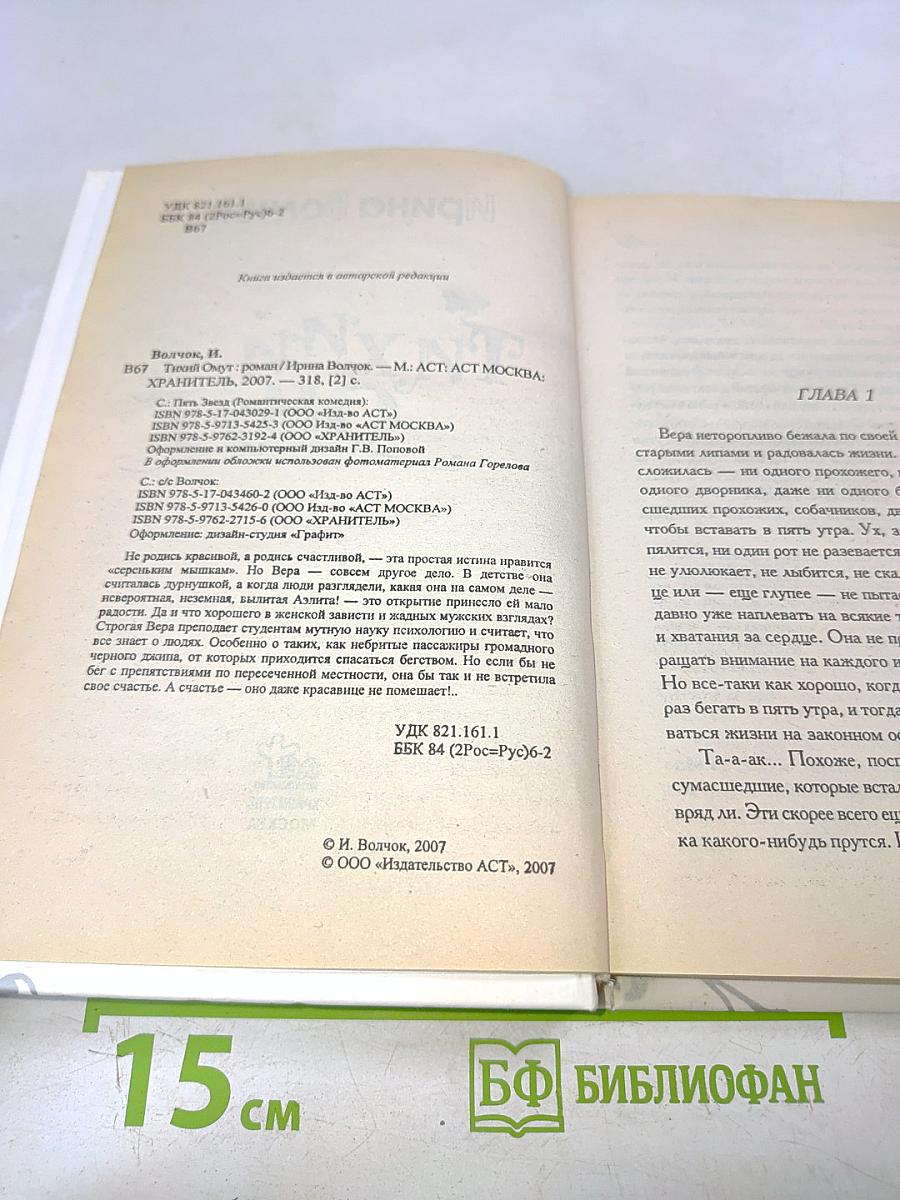 УДК 821.161.1
ББК 84 (2Рос=Рус)6-2
В67
Книга издается в авторской редакции
Волчок, И.
В67 Тихий Омут : роман / Ирина Волчок. — М.: АСТ: АСТ МОСКВА:
ХРАНИТЕЛЬ, 2007. — 318, [2] с.
С.: Пять Звезд (Романтическая комедия):
ISBN 978-5-17-043029-1 (ООО «Изд-во АСТ»)
ISBN 978-5-9713-5425-3 (ООО Изд-во «АСТ МОСКВА»)
ISBN 978-5-9762-3192-4 (ООО «ХРАНИТЕЛЬ»)
Оформление и компьютерный дизайн Г.В. Поповой
В оформлении обложки использован фотоматериал Романа Горелова
С.: с/с Волчок:
ISBN 978-5-17-043460-2 (ООО «Изд-во АСТ»)
ISBN 978-5-9713-5426-0 (ООО Изд-во «АСТ МОСКВА»)
ISBN 978-5-9762-2715-6 (ООО «ХРАНИТЕЛЬ»)
Оформление: дизайн-студия «Графит»
Не родись красивой, а родись счастливой, — эта простая истина нравится
«сереньким мышкам». Но Вера — совсем другое дело. В детстве она
считалась дурнушкой, а когда люди разглядели, какая она на самом деле —
невероятная, неземная, вылитая Аэлита! — это открытие принесло ей мало
радости. Да и что хорошего в женской зависти и жадных мужских взглядах?
Строгая Вера преподает студентам мутную науку психологию и считает, что
все знает о людях. Особенно о таких, как небритые пассажиры громадного
черного джипа, от которых приходится спасаться бегством. Но если бы не
бег с препятствиями по пересеченной местности, она бы так и не встретила
свое счастье. А счастье — оно даже красавице не помешает!..
УДК 821.161.1
ББК 84 (2Рос=Рус)6-2
© И. Волчок, 2007
© ООО «Издательство АСТ», 2007
ГЛАВА 1
Вера неторопливо бежала по своей
старыми липами и радовалась жизни.
сложилась — ни одного прохожего,
одного дворника, даже ни одного
сшедших прохожих, собачников,
чтобы вставать в пять утра. Ух,
пялится, ни один рот не разевается
не улюлюкает, не лыбится, не
це или — еще глупее — не
давно уже наплевать на всякие
и хватания за сердце. Она не
ращать внимание на каждого
Но все-таки как хорошо, когда
раз бегать в пять утра, и тогда
ваться жизни на законном
Та-а-ак... Похоже,
сумасшедшие, которые
вряд ли. Эти скорее всего
ка какого-нибудь прутся.
15 см
БФ БИБЛИОФАН